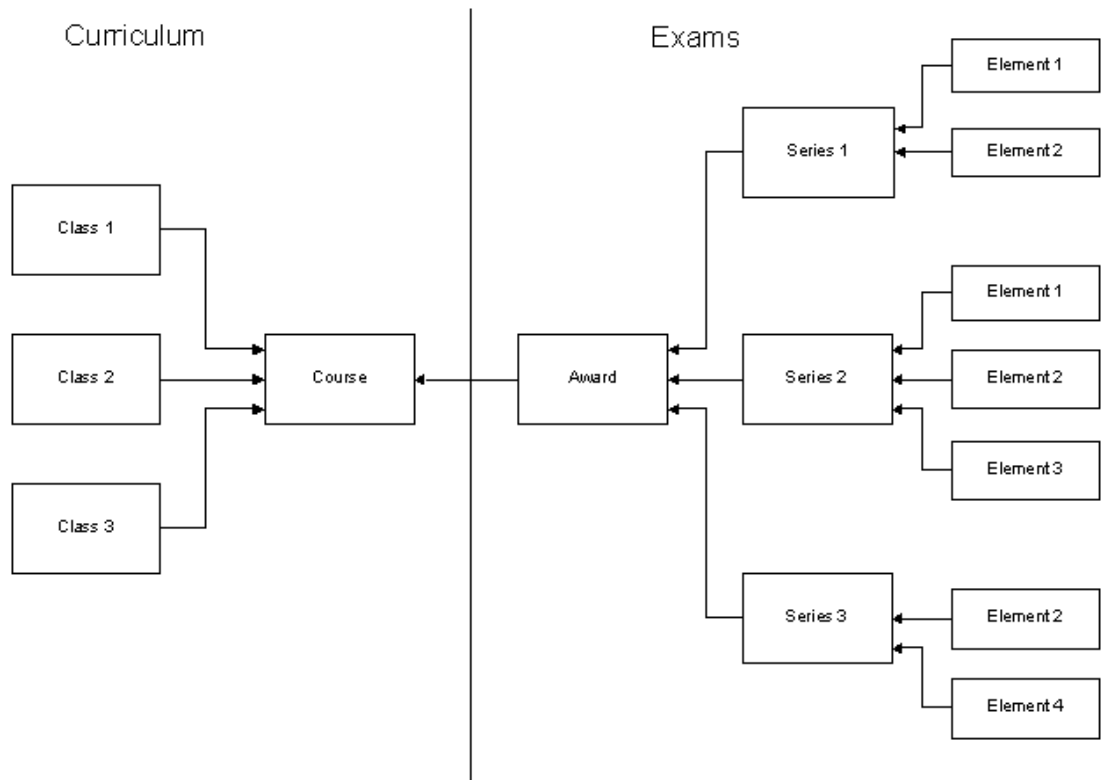 Curriculum
Exams
Class 1
Class 2
Class 3
Course
Award
Series 1
Element 1
Element 2
Series 2
Element 1
Element 2
Element 3
Series 3
Element 2
Element 4